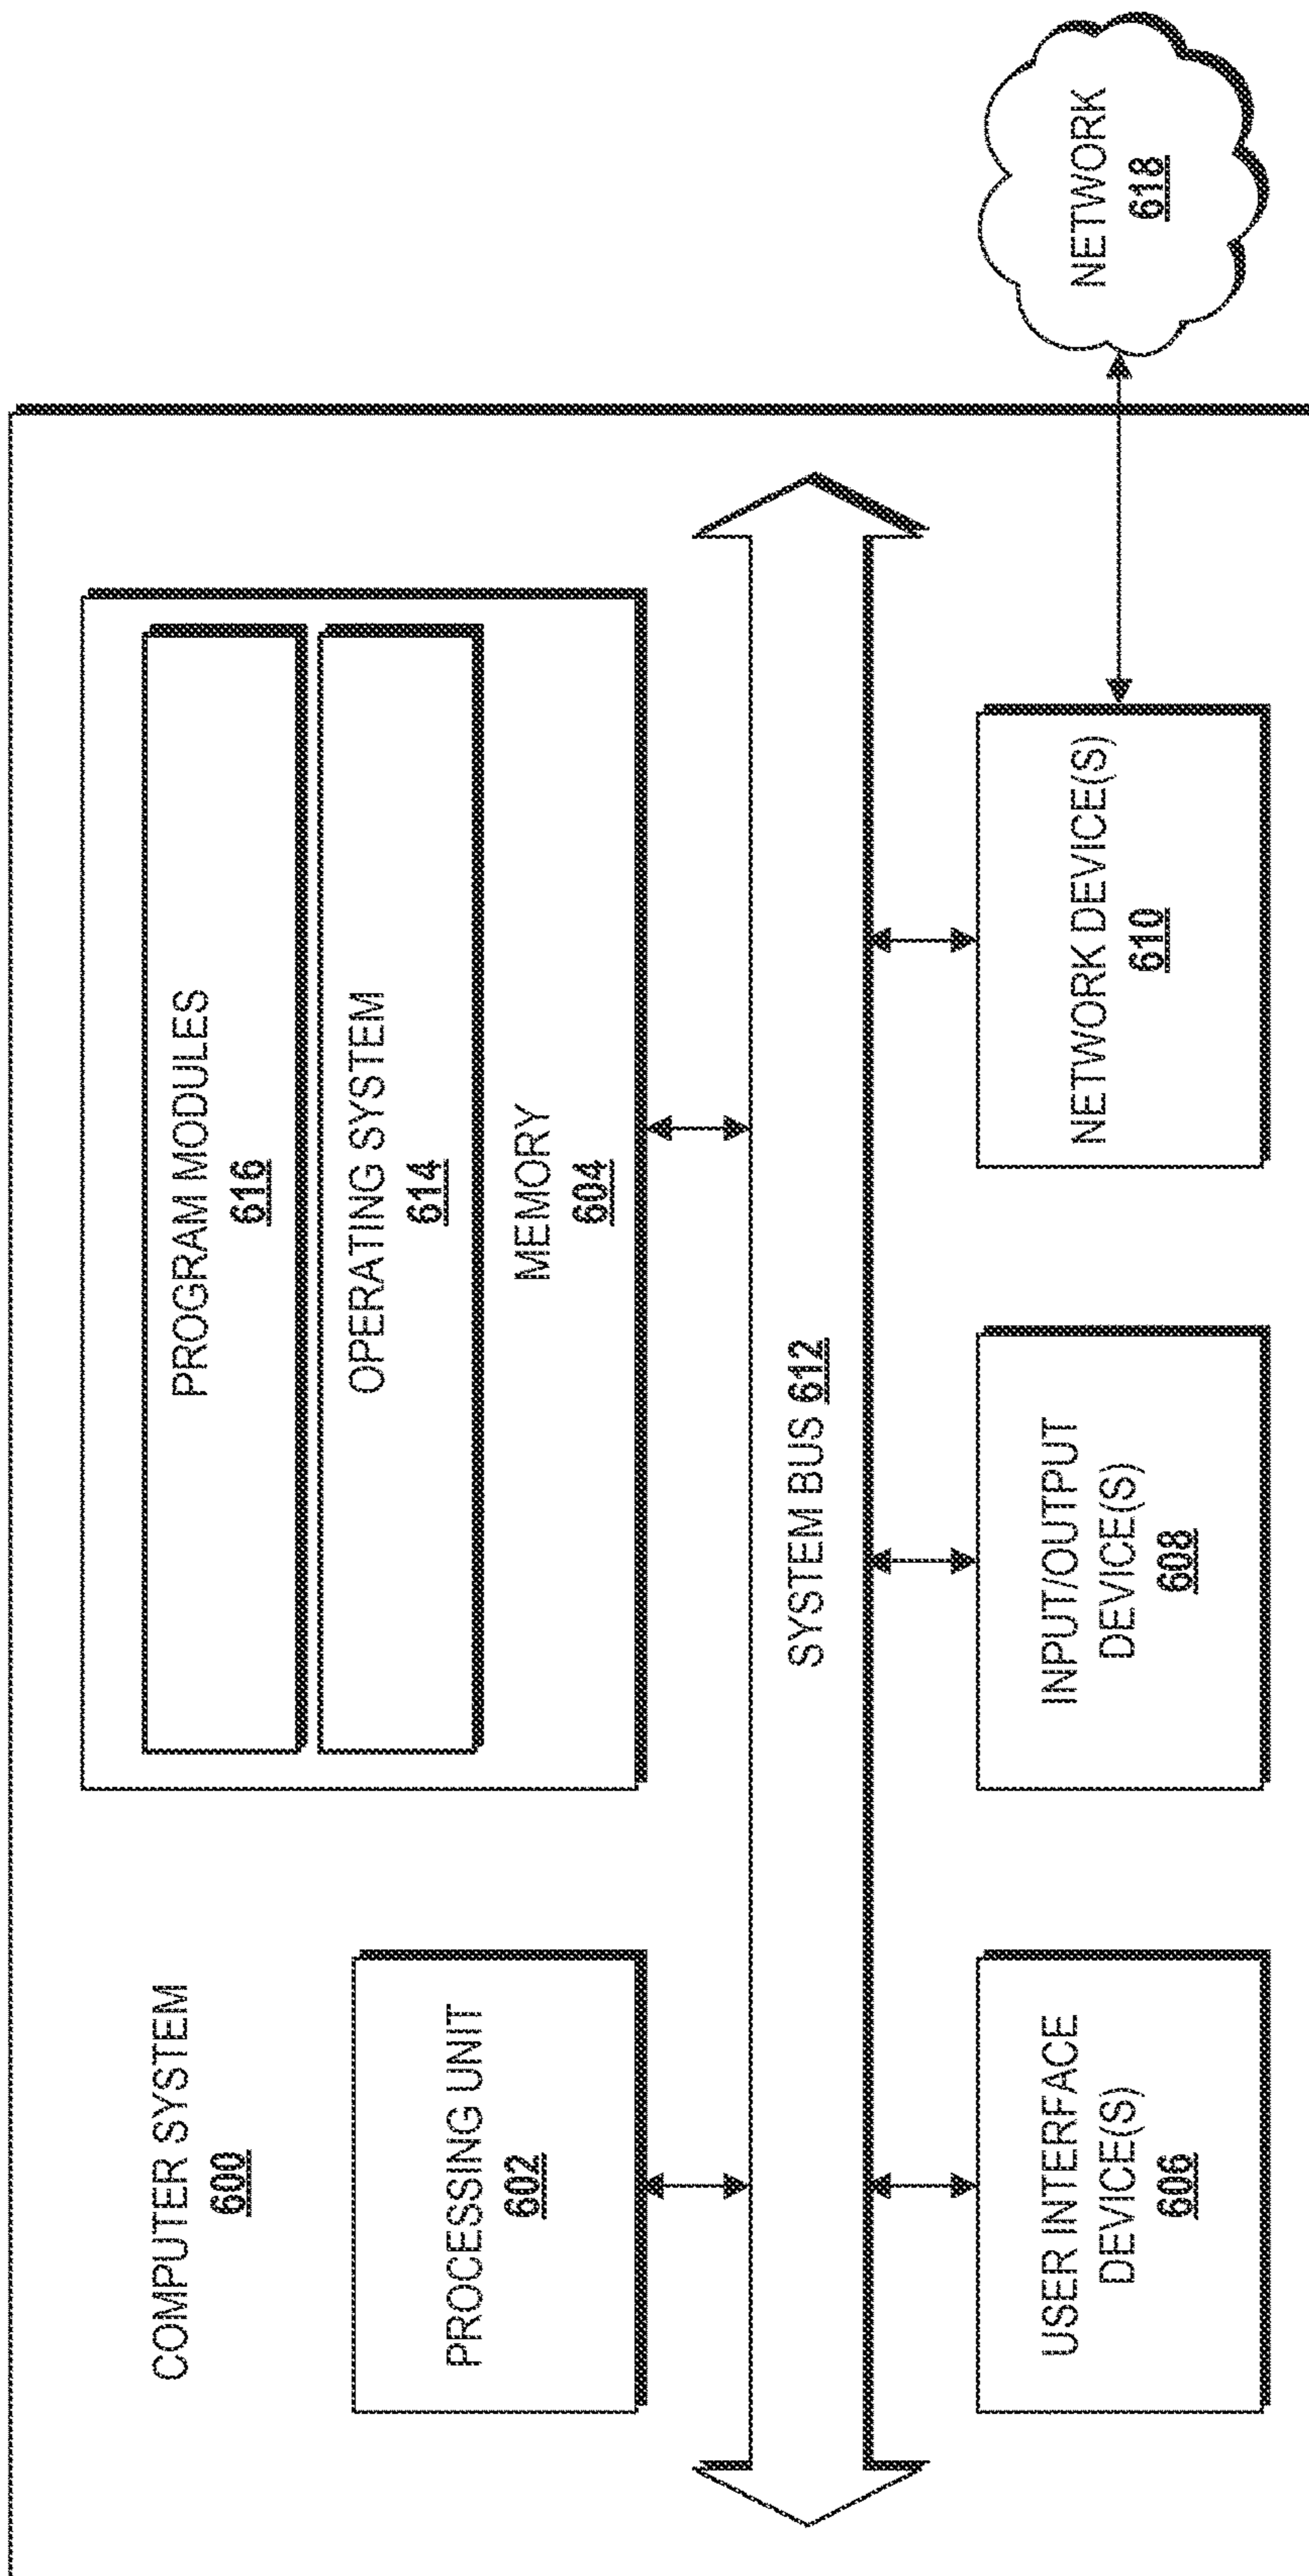 COMPUTER SYSTEM
600
PROCESSING UNIT
602
PROGRAM MODULES
616
OPERATING SYSTEM
614
MEMORY
604
SYSTEM BUS 612
USER INTERFACE
DEVICE(S)
606
INPUT/OUTPUT
DEVICE(S)
608
NETWORK DEVICE(S)
610
NETWORK
618